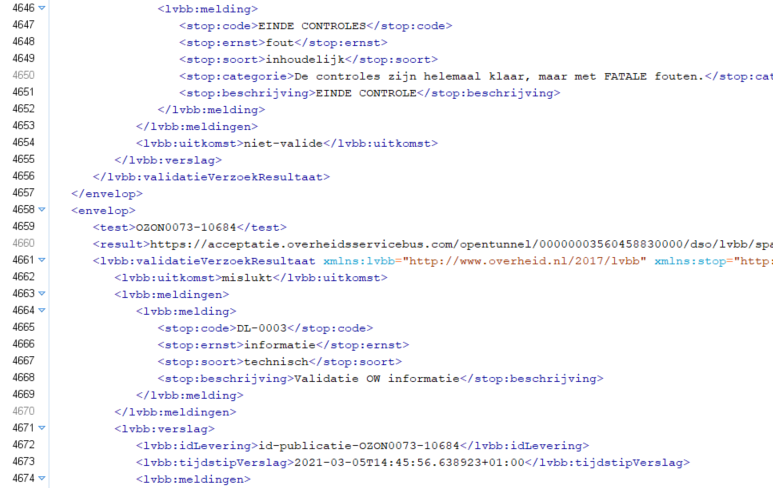 4646 <lvbb:melding>
4647 <stop:code>EINDE CONTROLES</stop:code>
4648 <stop:ernst>fout</stop:ernst>
4649 <stop:soort>inhoudelijk</stop:soort>
4650 <stop:categorie>De controles zijn helemaal klaar, maar met FATALE fouten.</stop:cat
4651 <stop:beschrijving>EINDE CONTROLE</stop:beschrijving>
4652 </lvbb:melding>
4653 </lvbb:meldingen>
4654 <lvbb:uitkomst>niet-valide</lvbb:uitkomst>
4655 </lvbb:verslag>
4656 </lvbb:validatieVerzoekResultaat>
4657 </envelop>
4658 <envelop>
4659 <test>OZON0073-10684</test>
4660 <result>https://acceptatie.overheidsservicebus.com/opentunnel/00000003560458830000/dso/lvbb/spa
4661 <lvbb:validatieVerzoekResultaat xmlns:lvbb="http://www.overheid.nl/2017/lvbb" xmlns:stop="http:
4662 <lvbb:uitkomst>mislukt</lvbb:uitkomst>
4663 <lvbb:meldingen>
4664 <lvbb:melding>
4665 <stop:code>DL-0003</stop:code>
4666 <stop:ernst>informatie</stop:ernst>
4667 <stop:soort>technisch</stop:soort>
4668 <stop:beschrijving>Validatie OW informatie</stop:beschrijving>
4669 </lvbb:melding>
4670 </lvbb:meldingen>
4671 <lvbb:verslag>
4672 <lvbb:idLevering>id-publicatie-OZON0073-10684</lvbb:idLevering>
4673 <lvbb:tijdstipVerslag>2021-03-05T14:45:56.638923+01:00</lvbb:tijdstipVerslag>
4674 <lvbb:meldingen>